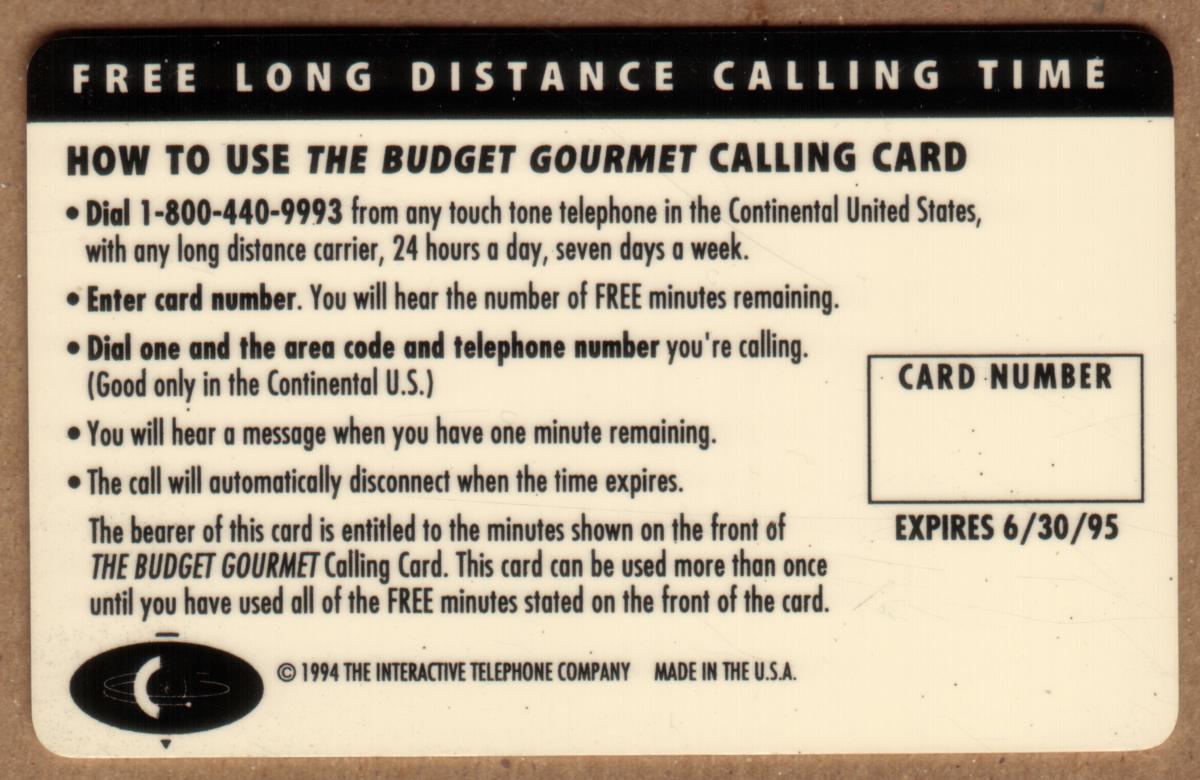 FREE LONG DISTANCE CALLING TIME
HOW TO USE THE BUDGET GOURMET CALLING CARD
• Dial 1-800-440-9993 from any touch tone telephone in the Continental United States,
with any long distance carrier, 24 hours a day, seven days a week.
• Enter card number. You will hear the number of FREE minutes remaining.
• Dial one and the area code and telephone number you're calling.
(Good only in the Continental U.S.)
• You will hear a message when you have one minute remaining.
• The call will automatically disconnect when the time expires.
The bearer of this card is entitled to the minutes shown on the front of
THE BUDGET GOURMET Calling Card. This card can be used more than once
until you have used all of the FREE minutes stated on the front of the card.
CARD NUMBER
EXPIRES 6/30/95
© 1994 THE INTERACTIVE TELEPHONE COMPANY MADE IN THE U.S.A.